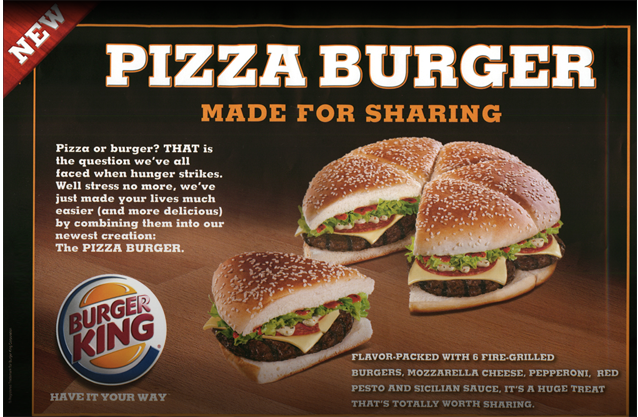 NEW
PIZZA BURGER
MADE FOR SHARING
Pizza or burger? THAT is
the question we've all
faced when hunger strikes.
Well stress no more, we've
just made your lives much
easier (and more delicious)
by combining them into our
newest creation:
The PIZZA BURGER.
BURGER
KING
HAVE IT YOUR WAY
FLAVOR-PACKED WITH 6 FIRE-GRILLED
BURGERS, MOZZARELLA CHEESE, PEPPERONI, RED
PESTO AND SICILIAN SAUCE, IT'S A HUGE TREAT
THAT'S TOTALLY WORTH SHARING.